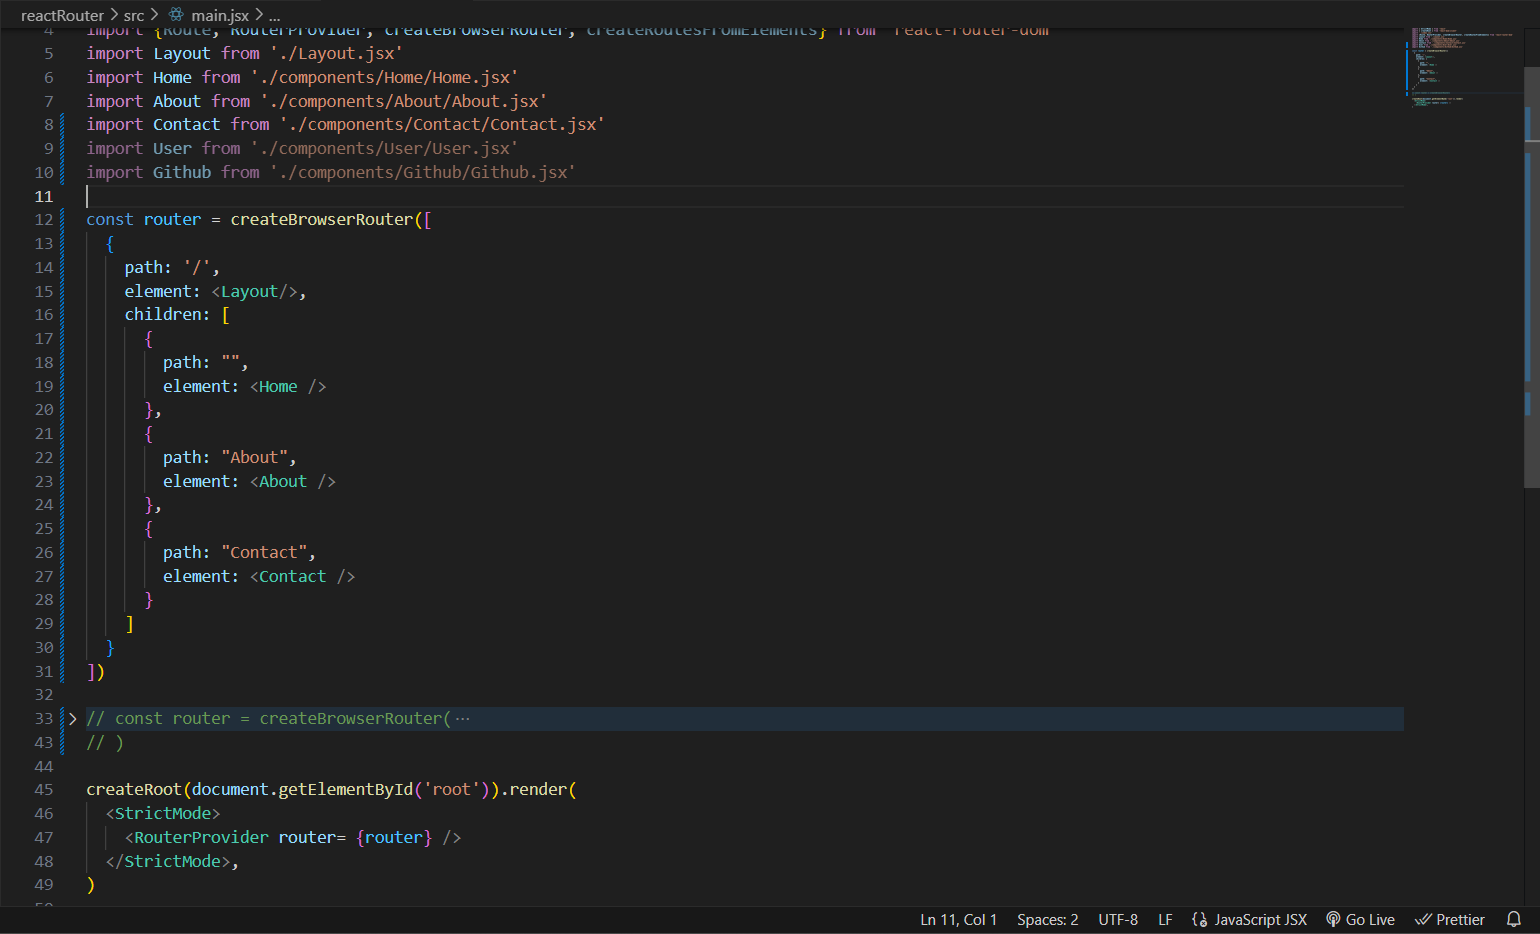 reactRouter > src > main.jsx > ...
4 import {Route, RouterProvider, createBrowserRouter, createRoutesFromElements} from 'react-router-dom'
5 import Layout from './Layout.jsx'
6 import Home from './components/Home/Home.jsx'
7 import About from './components/About/About.jsx'
8 import Contact from './components/Contact/Contact.jsx'
9 import User from './components/User/User.jsx'
10 import Github from './components/Github/Github.jsx'
11
12 const router = createBrowserRouter([
13 {
14 path: '/',
15 element: <Layout/>,
16 children: [
17 {
18 path: "",
19 element: <Home />
20 },
21 {
22 path: "About",
23 element: <About />
24 },
25 {
26 path: "Contact",
27 element: <Contact />
28 }
29 ]
30 }
31 ])
32
33 > // const router = createBrowserRouter(⋯
43 // )
44
45 createRoot(document.getElementById('root')).render(
46 <StrictMode>
47 <RouterProvider router= {router} />
48 </StrictMode>,
49 )
50
Ln 11, Col 1 Spaces: 2 UTF-8 LF JavaScript JSX Go Live Prettier